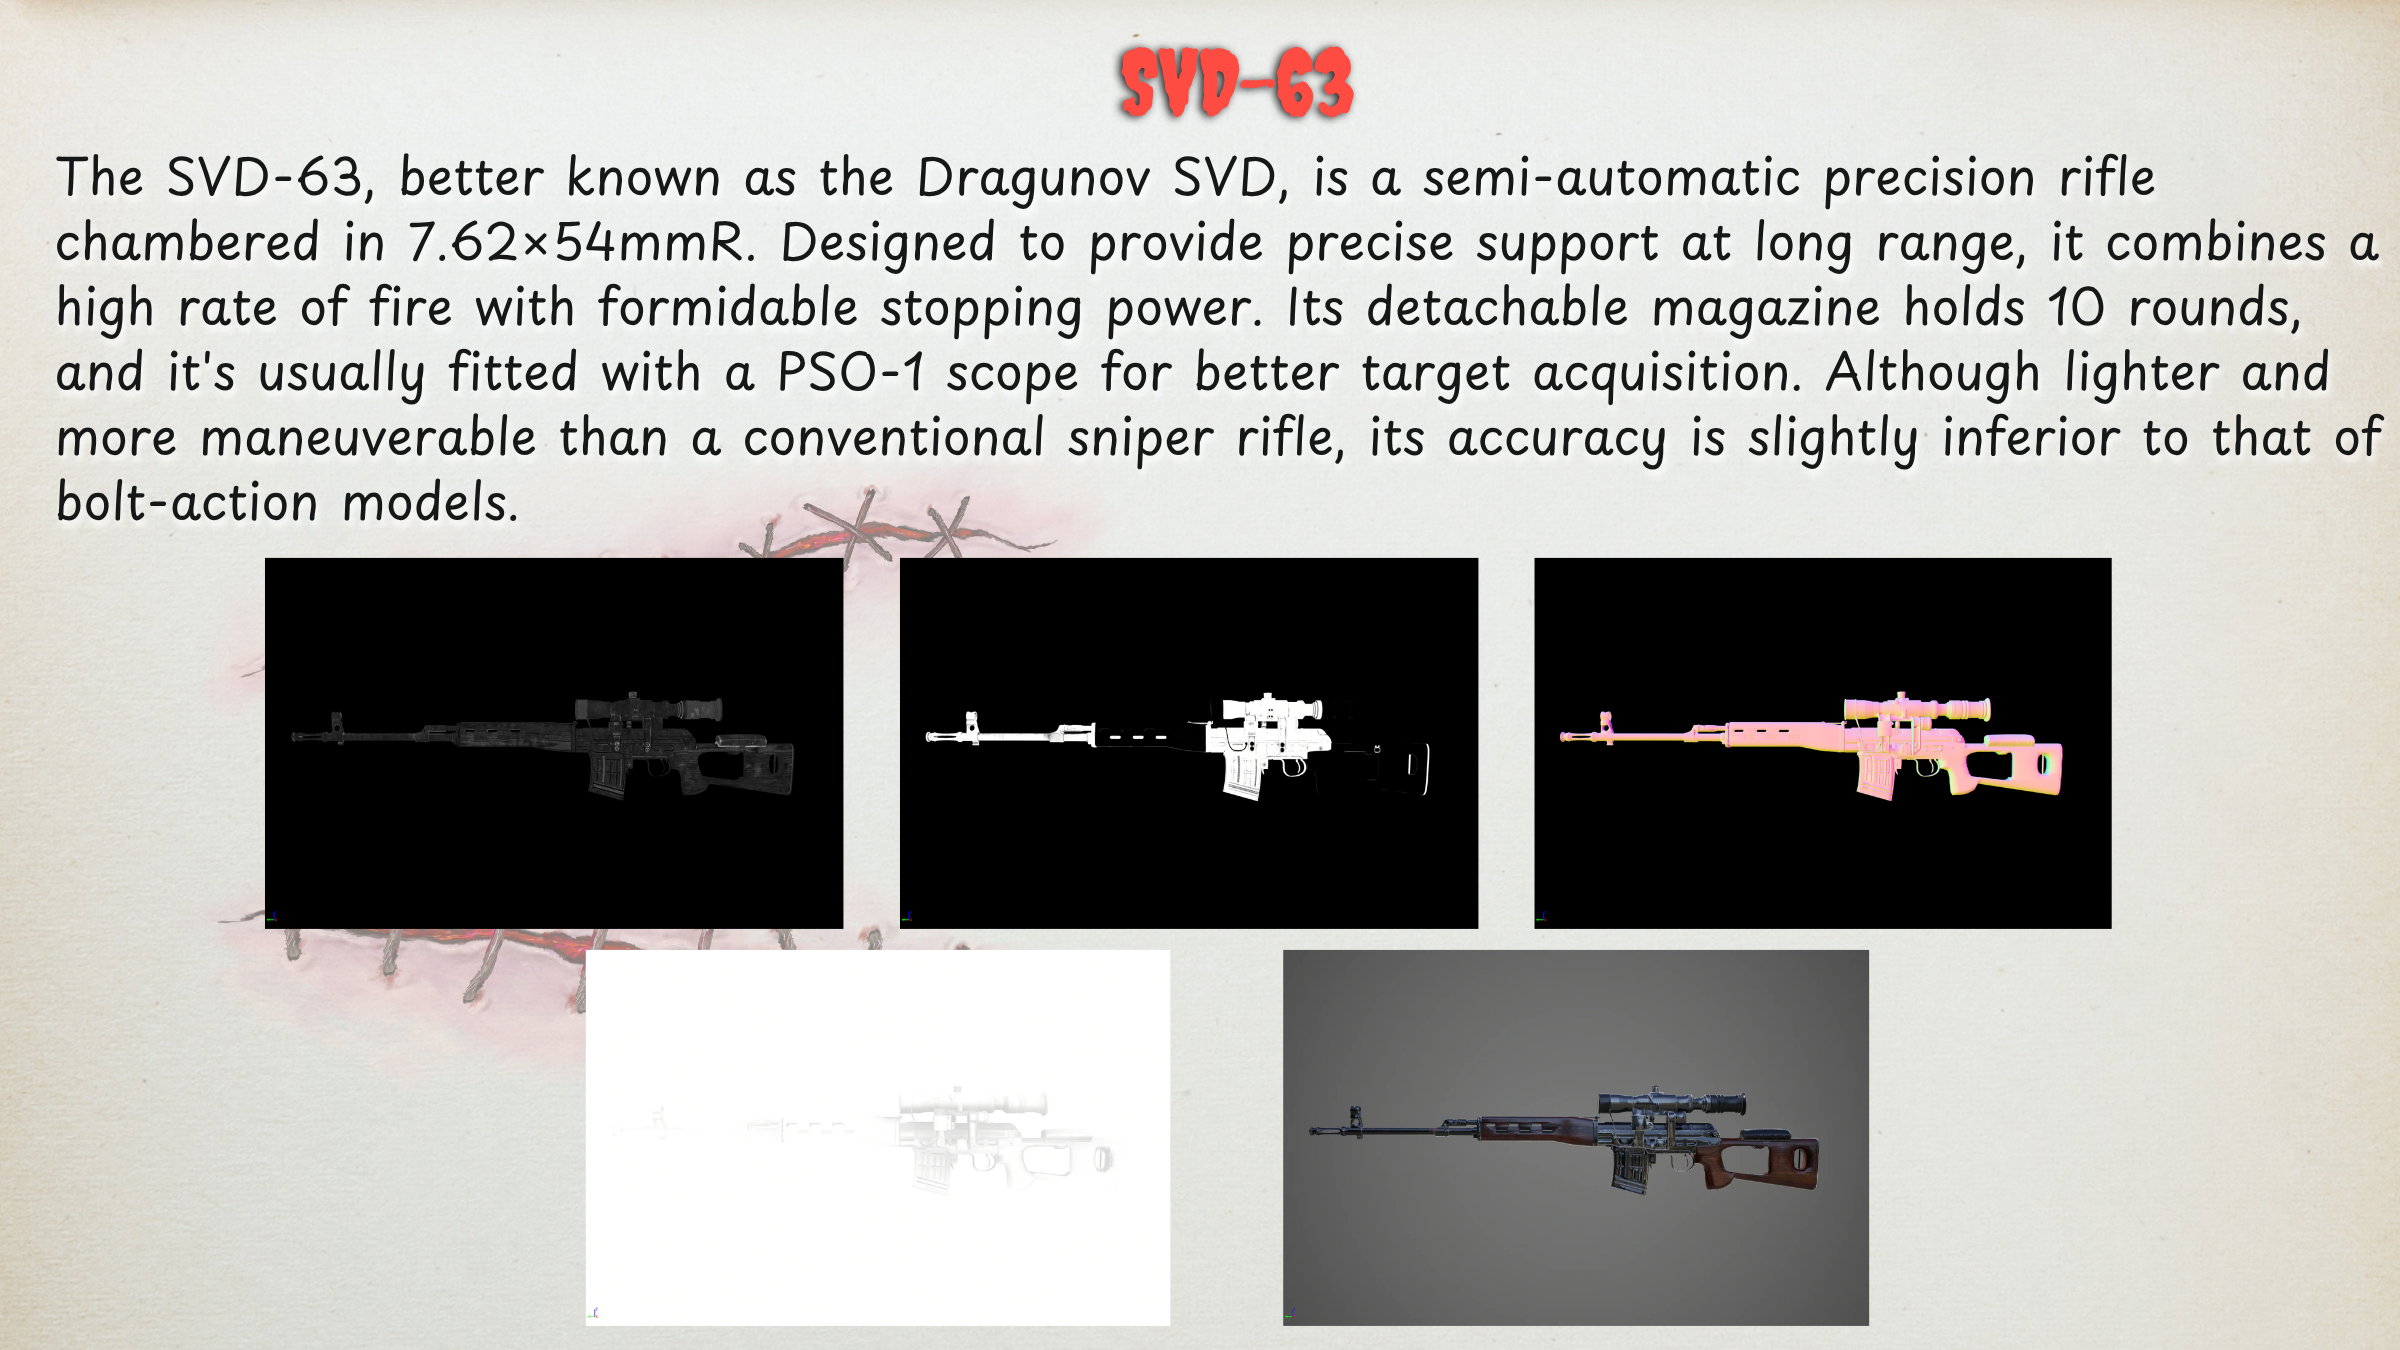 SVD-63
The SVD-63, better known as the Dragunov SVD, is a semi-automatic precision rifle
chambered in 7.62×54mmR. Designed to provide precise support at long range, it combines a
high rate of fire with formidable stopping power. Its detachable magazine holds 10 rounds,
and it's usually fitted with a PSO-1 scope for better target acquisition. Although lighter and
more maneuverable than a conventional sniper rifle, its accuracy is slightly inferior to that of
bolt-action models.